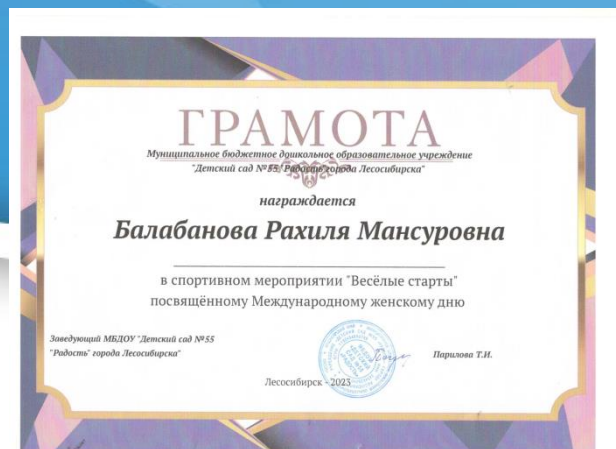 ГРАМОТА
Муниципальное бюджетное дошкольное образовательное учреждение
"Детский сад №55 "Радость" города Лесосибирска"
награждается
Балабанова Рахиля Мансуровна
в спортивном мероприятии "Весёлые старты"
посвящённому Международному женскому дню
Заведующий МБДОУ "Детский сад №55
"Радость" города Лесосибирска"
Парилова Т.И.
Лесосибирск - 2023